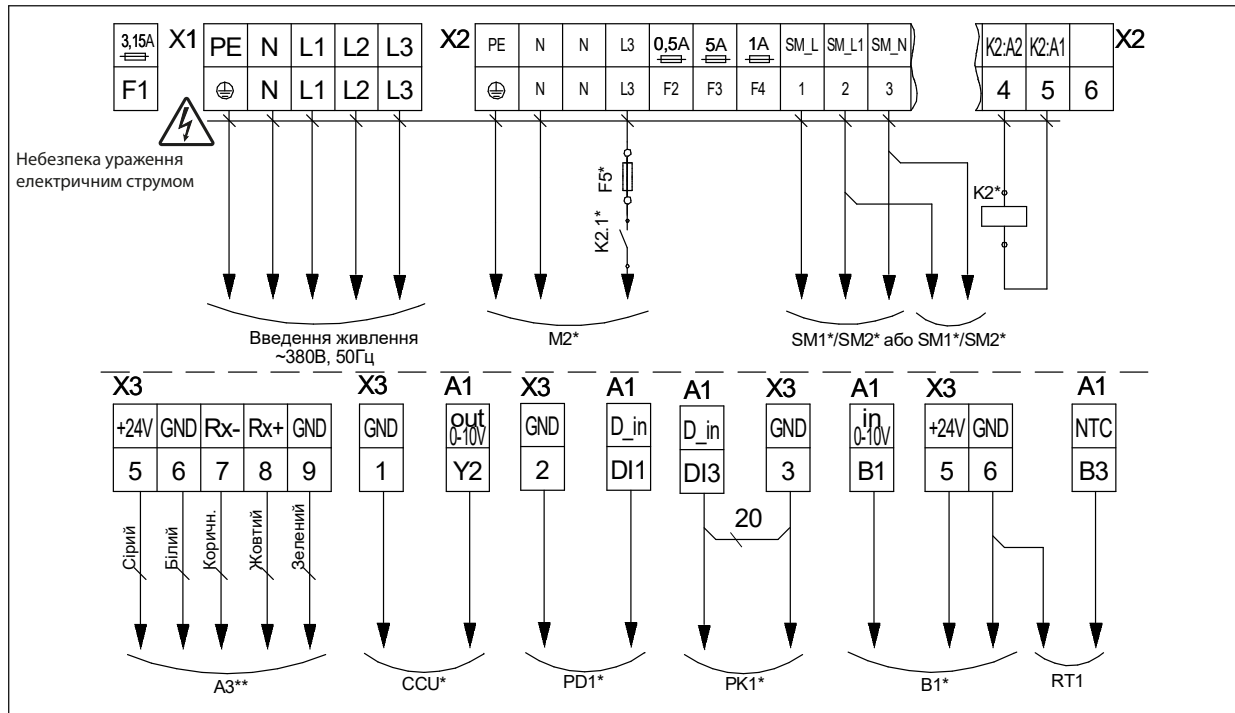 3,15A X1 PE N L1 L2 L3 X2 PE N N L3 0,5A 5A 1A SM_L SM_L1 SM_N K2:A2 K2:A1 X2
F1 N L1 L2 L3 N N L3 F2 F3 F4 1 2 3 4 5 6
Небезпека ураження
електричним струмом
F5*
K2.1*
K2*
Введення живлення
~380В, 50Гц
M2*
SM1*/SM2* або SM1*/SM2*
X3 X3 A1 X3 A1 A1 X3 A1 X3 A1
+24V GND Rx- Rx+ GND GND out 0-10V GND D_in D_in GND in 0-10V +24V GND NTC
5 6 7 8 9 1 Y2 2 DI1 DI3 3 B1 5 6 B3
20
Сірий
Білий
Коричн.
Жовтий
Зелений
A3** CCU* PD1* PK1* B1* RT1